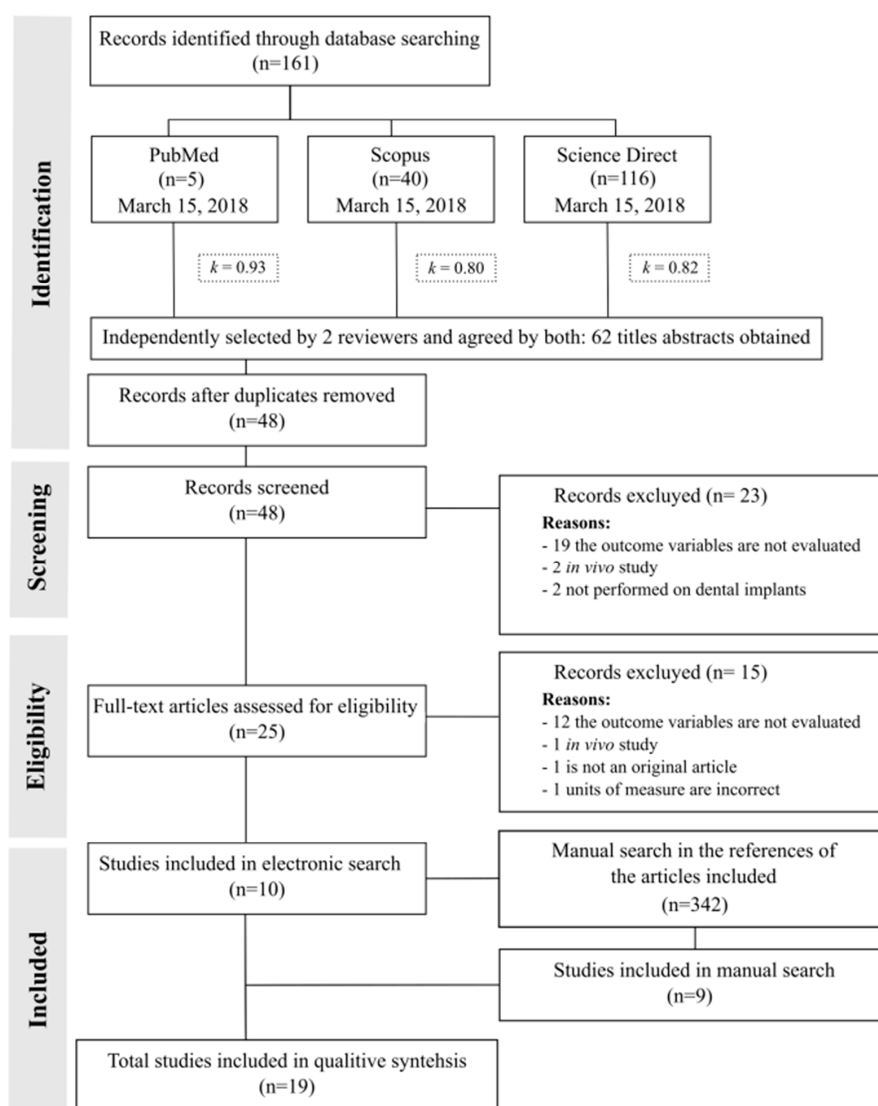 Records identified through database searching
(n=161)
PubMed
(n=5)
March 15, 2018
Scopus
(n=40)
March 15, 2018
Science Direct
(n=116)
March 15, 2018
k = 0.93
k = 0.80
k = 0.82
Independently selected by 2 reviewers and agreed by both: 62 titles abstracts obtained
Records after duplicates removed
(n=48)
Identification
Records screened
(n=48)
Records excluyed (n= 23)
Reasons:
- 19 the outcome variables are not evaluated
- 2 in vivo study
- 2 not performed on dental implants
Screening
Full-text articles assessed for eligibility
(n=25)
Records excluyed (n= 15)
Reasons:
- 12 the outcome variables are not evaluated
- 1 in vivo study
- 1 is not an original article
- 1 units of measure are incorrect
Eligibility
Studies included in electronic search
(n=10)
Manual search in the references of
the articles included
(n=342)
Studies included in manual search
(n=9)
Included
Total studies included in qualitive syntehsis
(n=19)